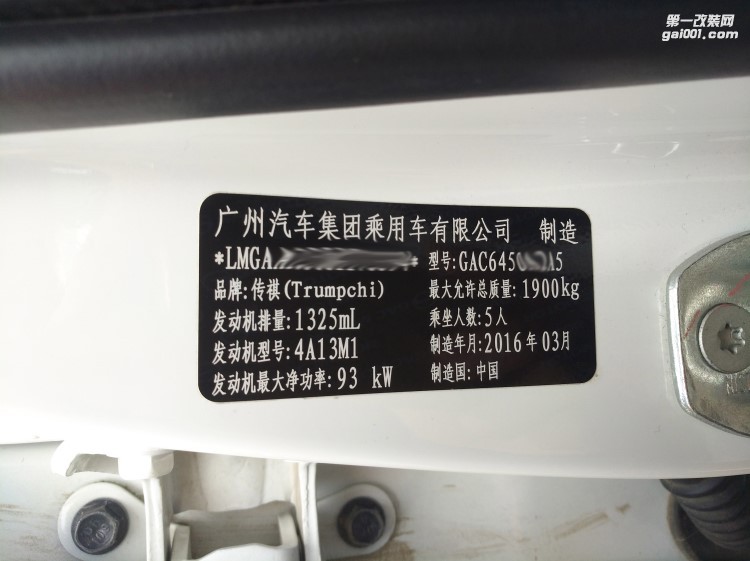 第一改装网
gai001.com
广州汽车集团乘用车有限公司 制造
*LMGA * 型号:GAC645 A5
品牌:传祺(Trumpchi) 最大允许总质量:1900kg
发动机排量:1325mL 乘坐人数:5人
发动机型号:4A13M1 制造年月:2016年03月
发动机最大净功率:93 kW 制造国:中国